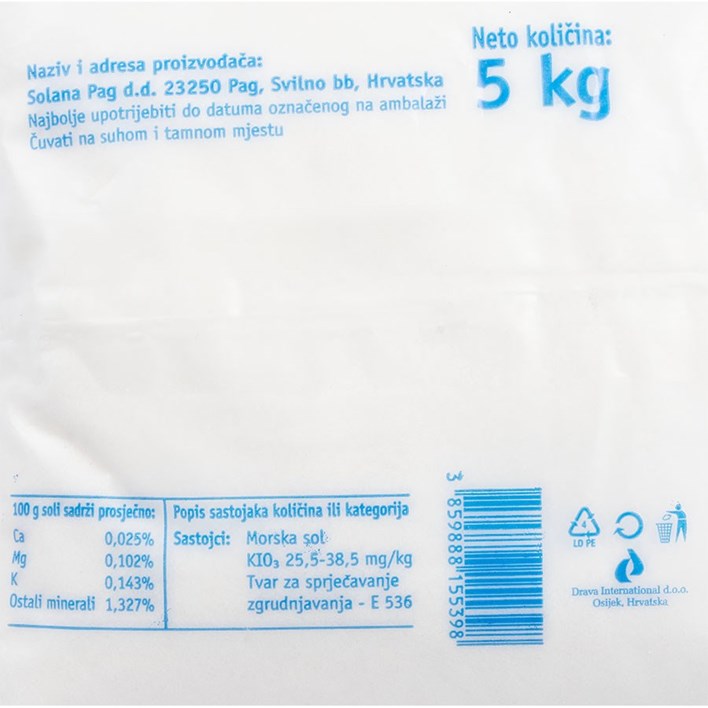 Naziv i adresa proizvođača:
Solana Pag d.d. 23250 Pag, Svilno bb, Hrvatska
Najbolje upotrijebiti do datuma označenog na ambalaži
Čuvati na suhom i tamnom mjestu
Neto količina:
5 kg
100 g soli sadrži prosječno:
Ca 0,025%
Mg 0,102%
K 0,143%
Ostali minerali 1,327%
Popis sastojaka količina ili kategorija
Sastojci: Morska sol
KIO₃ 25,5-38,5 mg/kg
Tvar za sprječavanje
zgrudnjavanja - E 536
3 859888 155398
4
LD PE
Drava International d.o.o.
Osijek, Hrvatska